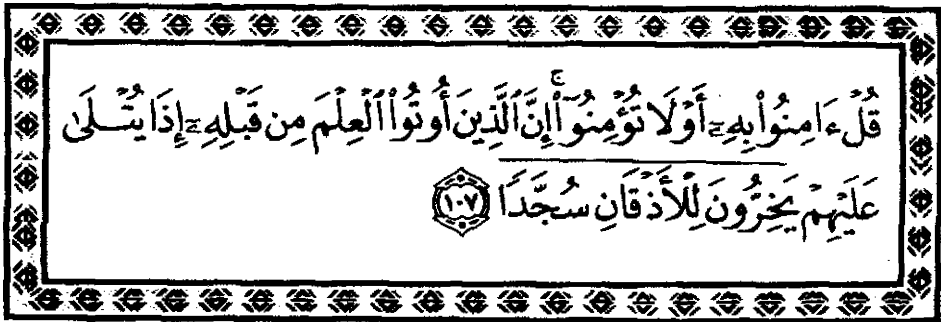 قُلْ ءَامِنُوا۟ بِهِۦٓ أَوْ لَا تُؤْمِنُوٓا۟ ۚ إِنَّ ٱلَّذِينَ أُوتُوا۟ ٱلْعِلْمَ مِن قَبْلِهِۦٓ إِذَا يُتْلَىٰ
عَلَيْهِمْ يَخِرُّونَ لِلْأَذْقَانِ سُجَّدًا ١٠٧